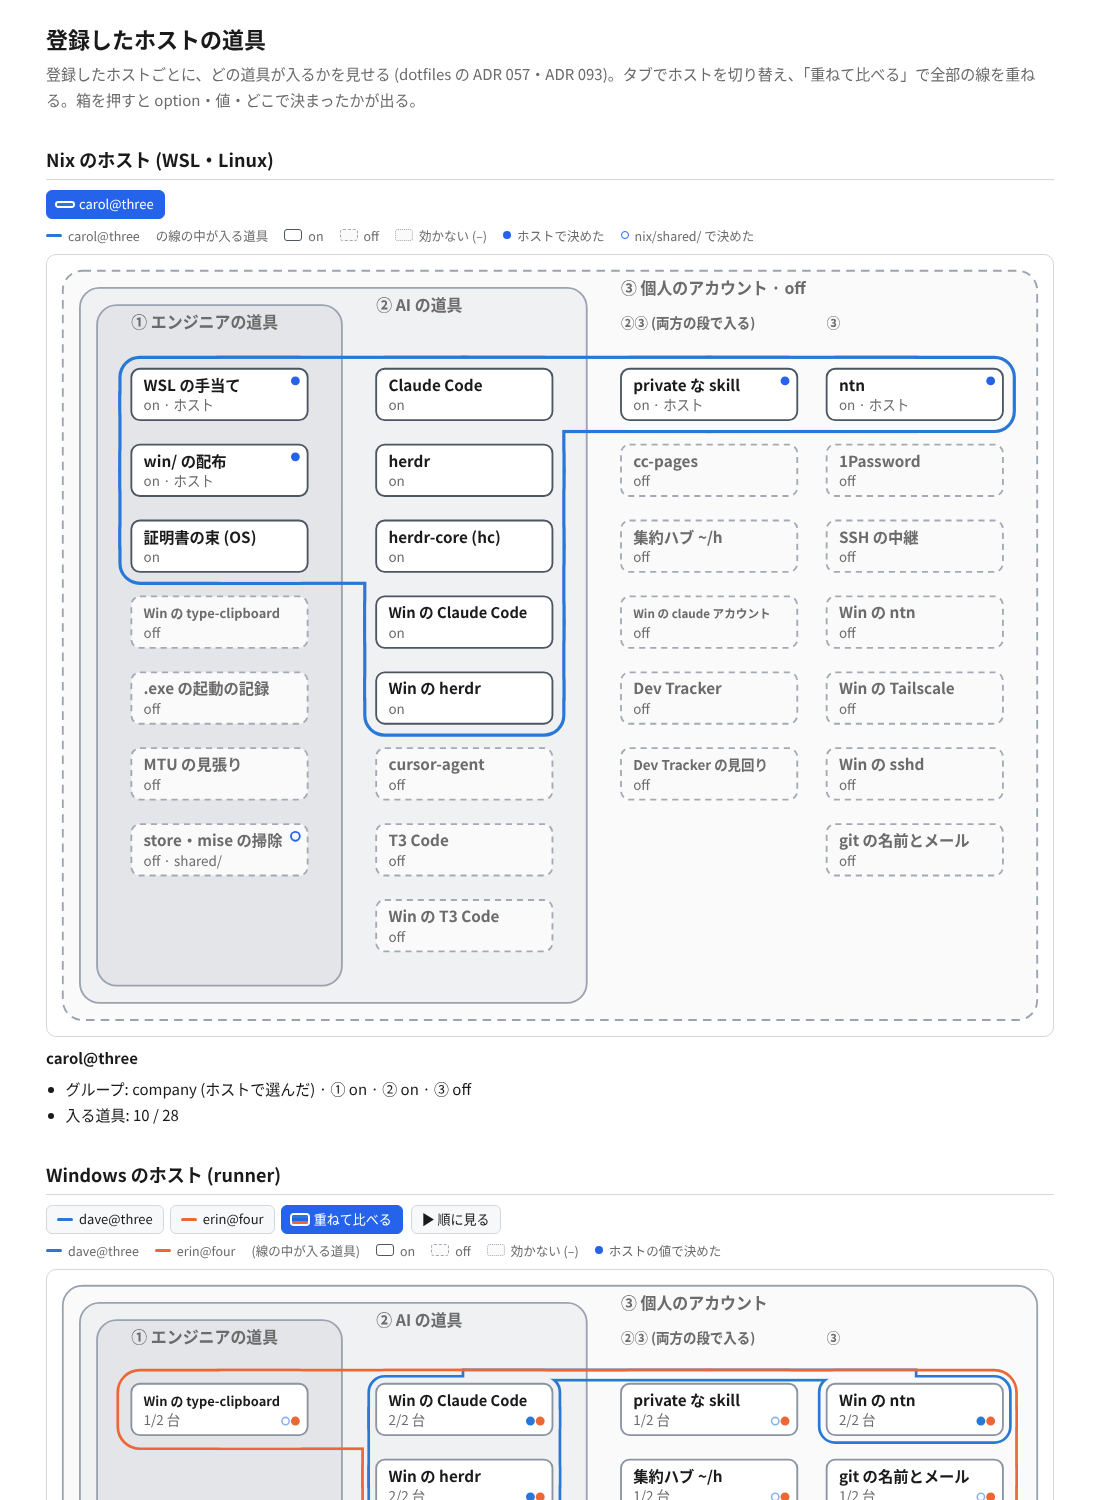 登録したホストの道具
登録したホストごとに、どの道具が入るかを見せる (dotfiles の ADR 057・ADR 093)。タブでホストを切り替え、「重ねて比べる」で全部の線を重ね
る。箱を押すと option・値・どこで決まったかが出る。
Nix のホスト (WSL・Linux)
carol@three
carol@three の線の中が入る道具 on off 効かない (–) ホストで決めた nix/shared/ で決めた
③ 個人のアカウント · off
② AI の道具
① エンジニアの道具
②③ (両方の段で入る)
③
WSL の手当て
on · ホスト
Claude Code
on
private な skill
on · ホスト
ntn
on · ホスト
win/ の配布
on · ホスト
herdr
on
cc-pages
off
1Password
off
証明書の束 (OS)
on
herdr-core (hc)
on
集約ハブ ~/h
off
SSH の中継
off
Win の type-clipboard
off
Win の Claude Code
on
Win の claude アカウント
off
Win の ntn
off
.exe の起動の記録
off
Win の herdr
on
Dev Tracker
off
Win の Tailscale
off
MTU の見張り
off
cursor-agent
off
Dev Tracker の見回り
off
Win の sshd
off
store・mise の掃除
off · shared/
T3 Code
off
git の名前とメール
off
Win の T3 Code
off
carol@three
グループ: company (ホストで選んだ) · ① on · ② on · ③ off
入る道具: 10 / 28
Windows のホスト (runner)
dave@three erin@four 重ねて比べる ▶ 順に見る
dave@three erin@four (線の中が入る道具) on off 効かない (–) ホストの値で決めた
③ 個人のアカウント
② AI の道具
① エンジニアの道具
②③ (両方の段で入る)
③
Win の type-clipboard
1/2 台
Win の Claude Code
2/2 台
private な skill
1/2 台
Win の ntn
2/2 台
Win の herdr
2/2 台
集約ハブ ~/h
1/2 台
git の名前とメール
1/2 台